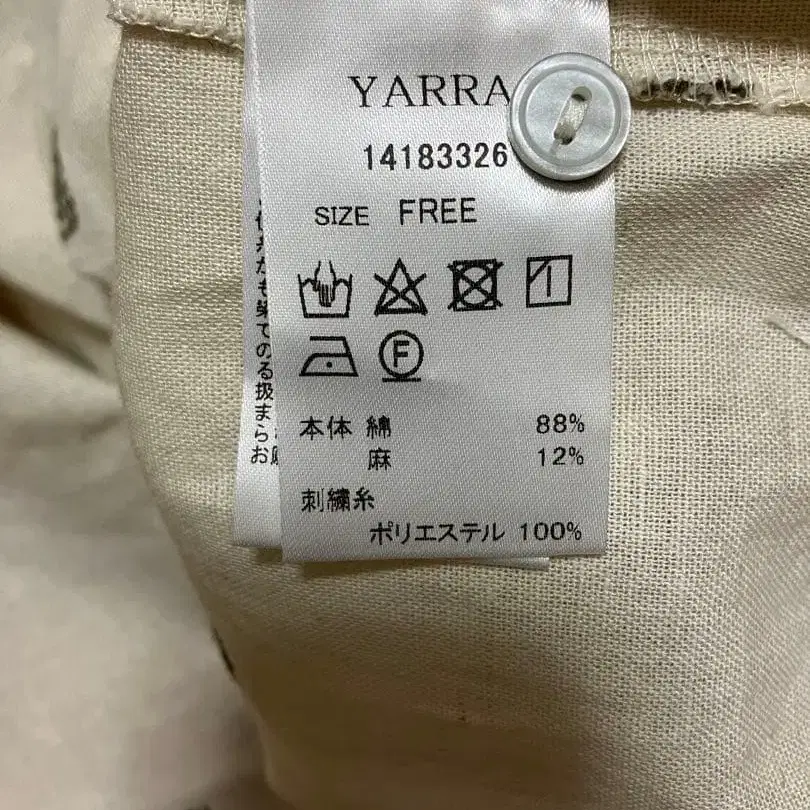 YARRA
14183326
SIZE FREE
F
本体 綿 88%
麻 12%
刺繍糸
ポリエステル 100%